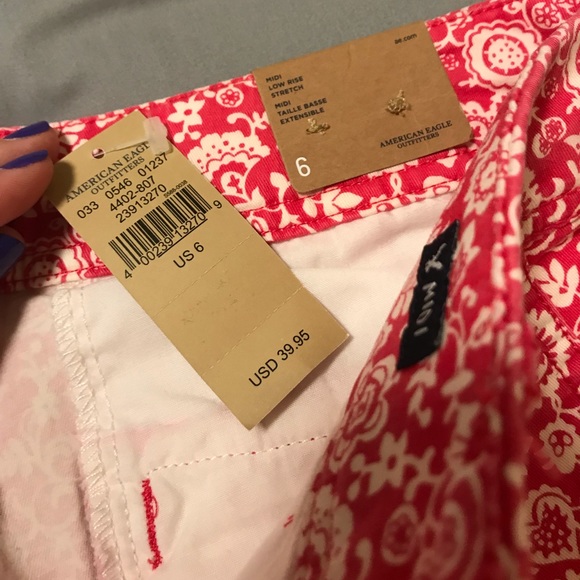 AMERICAN EAGLE
OUTFITTERS
033 0546 01237
4402-807
23913270
4 00239 13270 9
US 6
USD 39.95
ae.com
MIDI
LOW RISE
STRETCH
MIDI
TAILLE BASSE
EXTENSIBLE
6
AMERICAN EAGLE
OUTFITTERS
MIDI